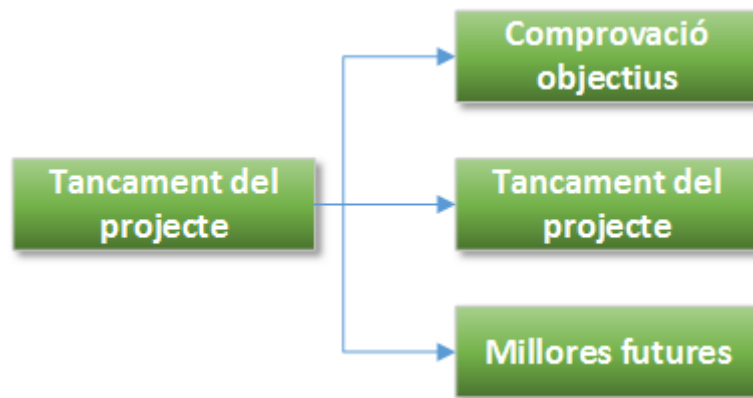 Comprovació
objectius
Tancament del
projecte
Tancament del
projecte
Millores futures